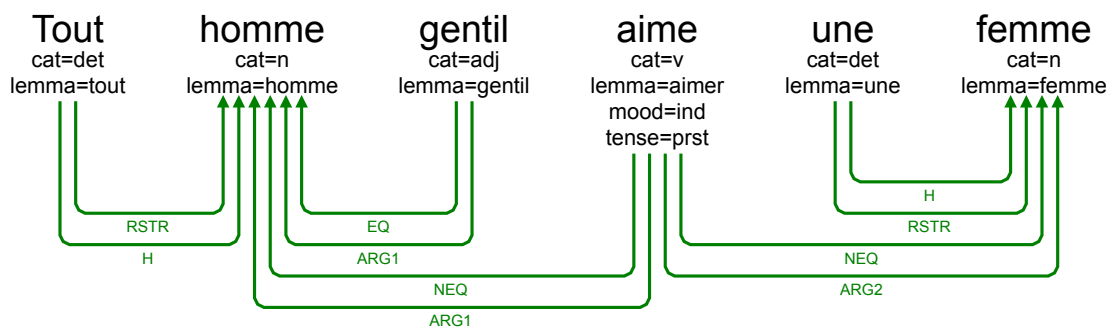 Tout homme gentil aime une femme
cat=det cat=n cat=adj cat=v cat=det cat=n
lemma=tout lemma=homme lemma=gentil lemma=aimer lemma=une lemma=femme
mood=ind
tense=prst
H
RSTR EQ RSTR
H ARG1 NEQ
NEQ ARG2
ARG1